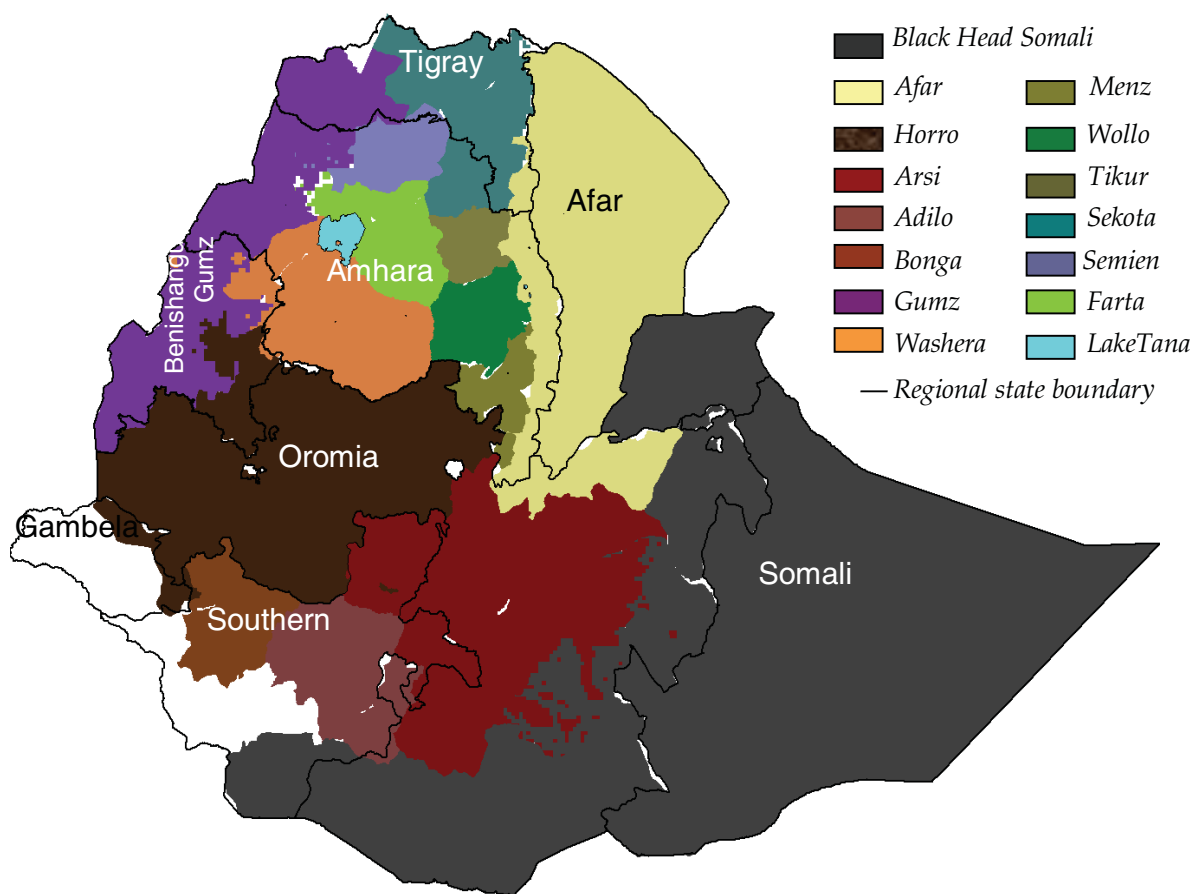 Tigray
Afar
Amhara
Benishangu
Gumz
Oromia
Gambela
Southern
Somali
Black Head Somali
Afar
Horro
Arsi
Adilo
Bonga
Gumz
Washera
Menz
Wollo
Tikur
Sekota
Semien
Farta
LakeTana
Regional state boundary